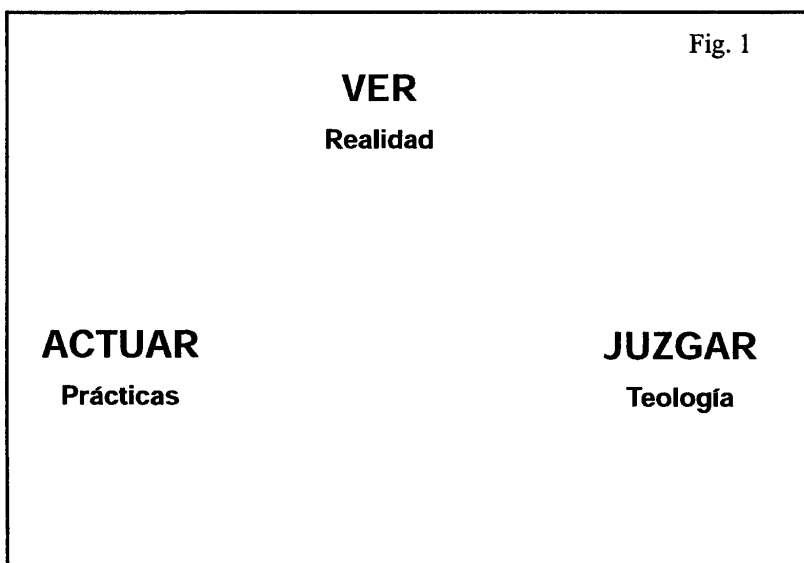 Fig. 1
VER
Realidad
ACTUAR
Prácticas
JUZGAR
Teología